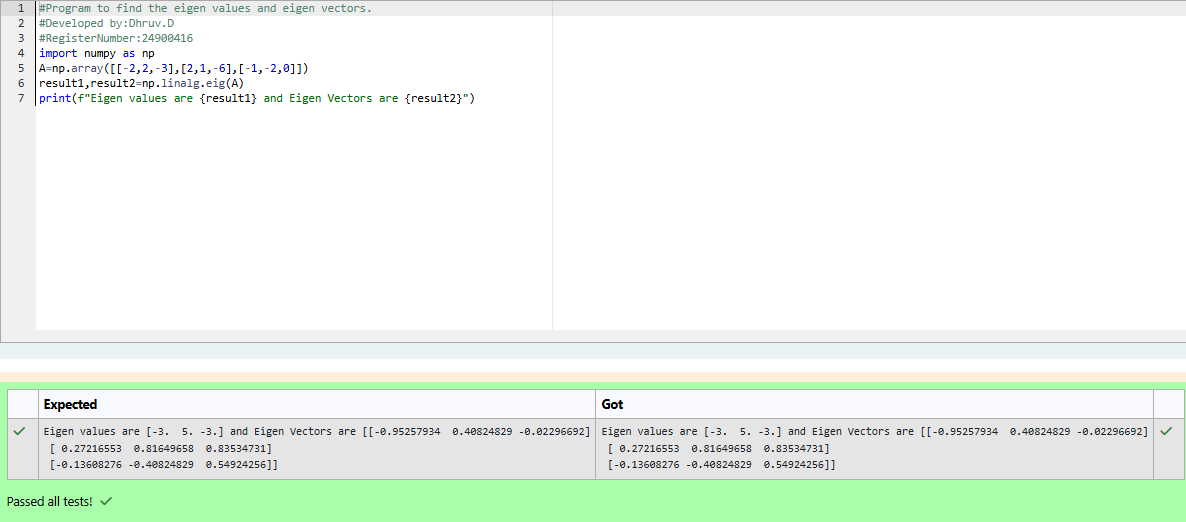 1 #Program to find the eigen values and eigen vectors.
2 #Developed by:Dhruv.D
3 #RegisterNumber:24900416
4 import numpy as np
5 A=np.array([[-2,2,-3],[2,1,-6],[-1,-2,0]])
6 result1,result2=np.linalg.eig(A)
7 print(f"Eigen values are {result1} and Eigen Vectors are {result2}")
Expected Got
Eigen values are [-3.  5. -3.] and Eigen Vectors are [[-0.95257934  0.40824829 -0.02296692] Eigen values are [-3.  5. -3.] and Eigen Vectors are [[-0.95257934  0.40824829 -0.02296692]
[ 0.27216553  0.81649658  0.83534731] [ 0.27216553  0.81649658  0.83534731]
[-0.13608276 -0.40824829  0.54924256]] [-0.13608276 -0.40824829  0.54924256]]
Passed all tests!